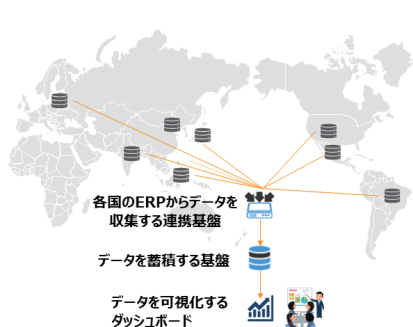 各国のERPからデータを
収集する連携基盤
データを蓄積する基盤
データを可視化する
ダッシュボード